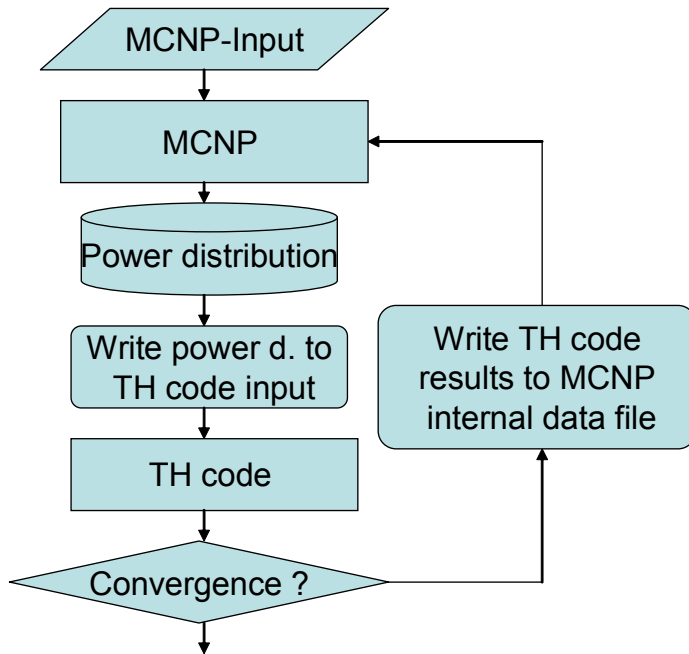 MCNP-Input
MCNP
Power distribution
Write power d. to
TH code input
TH code
Convergence ?
Write TH code
results to MCNP
internal data file